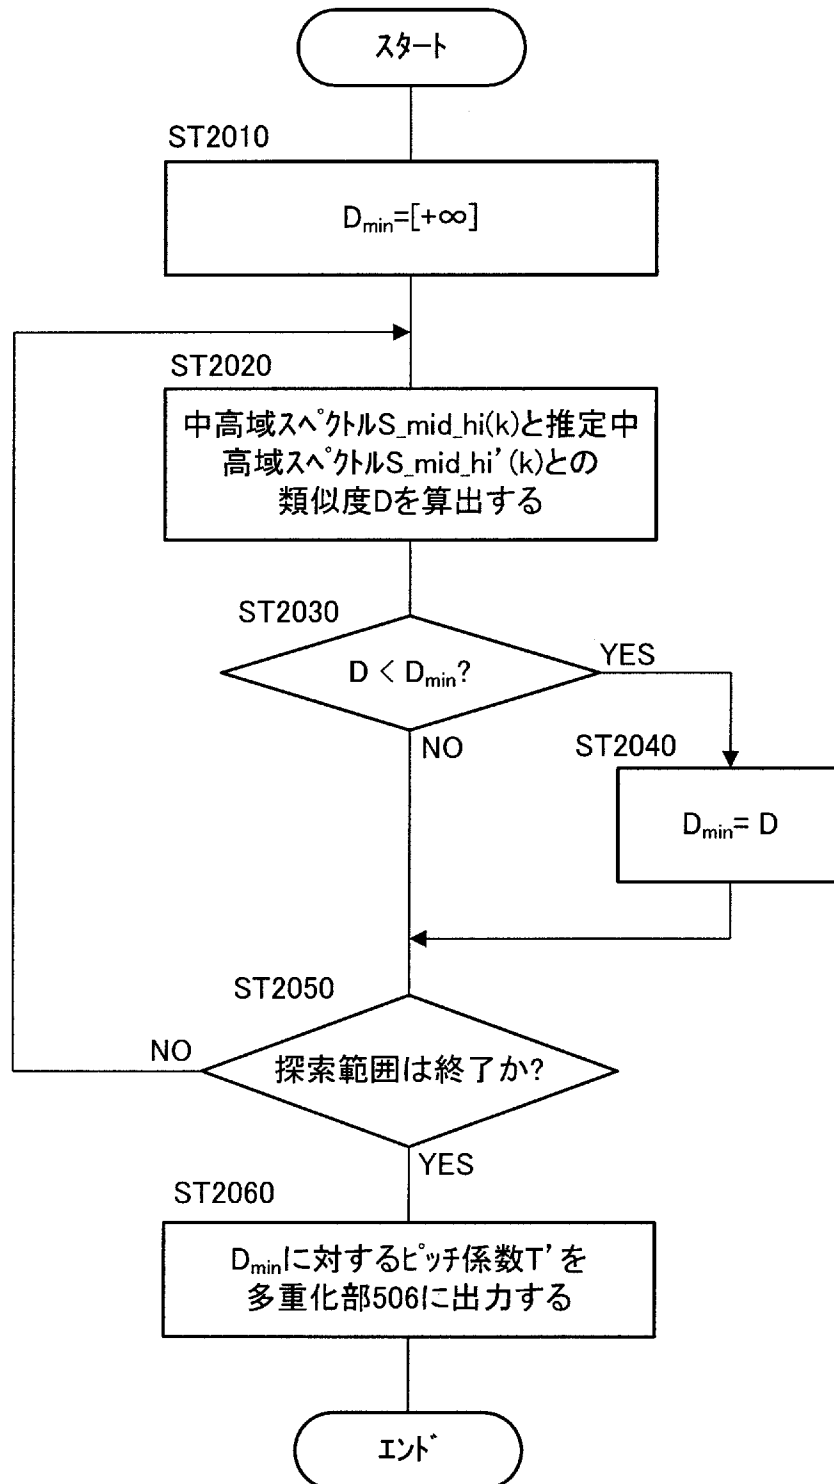 スタート
ST2010
Dmin=[+∞]
ST2020
中高域スペクトルS_mid_hi(k)と推定中
高域スペクトルS_mid_hi’(k)との
類似度Dを算出する
ST2030
D < Dmin?
YES
NO
ST2040
Dmin= D
ST2050
NO
探索範囲は終了か?
YES
ST2060
Dminに対するピッチ係数T’を
多重化部506に出力する
エンド